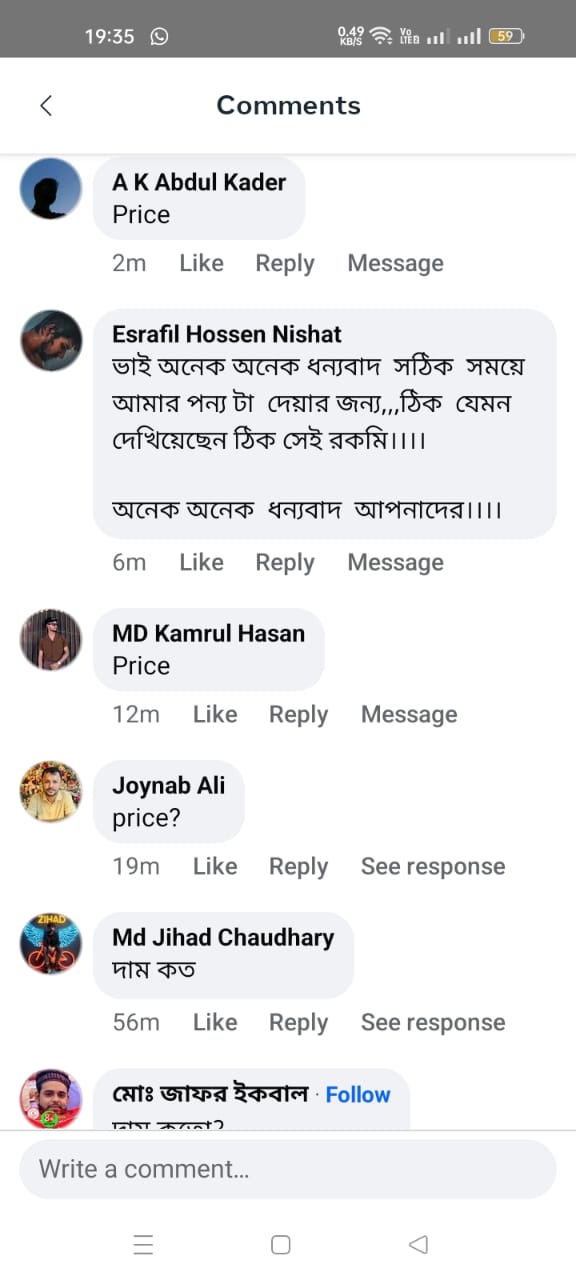 19:35
0.49 KB/S
Vo LTE2
59
Comments
A K Abdul Kader
Price
2m Like Reply Message
Esrafil Hossen Nishat
ভাই অনেক অনেক ধন্যবাদ সঠিক সময়ে
আমার পন্য টা দেয়ার জন্য,,,ঠিক যেমন
দেখিয়েছেন ঠিক সেই রকমি।।।।
অনেক অনেক ধন্যবাদ আপনাদের।।।।
6m Like Reply Message
MD Kamrul Hasan
Price
12m Like Reply Message
Joynab Ali
price?
19m Like Reply See response
ZIHAD
Md Jihad Chaudhary
দাম কত
56m Like Reply See response
মোঃ জাফর ইকবাল · Follow
দাম কতো?
Write a comment...